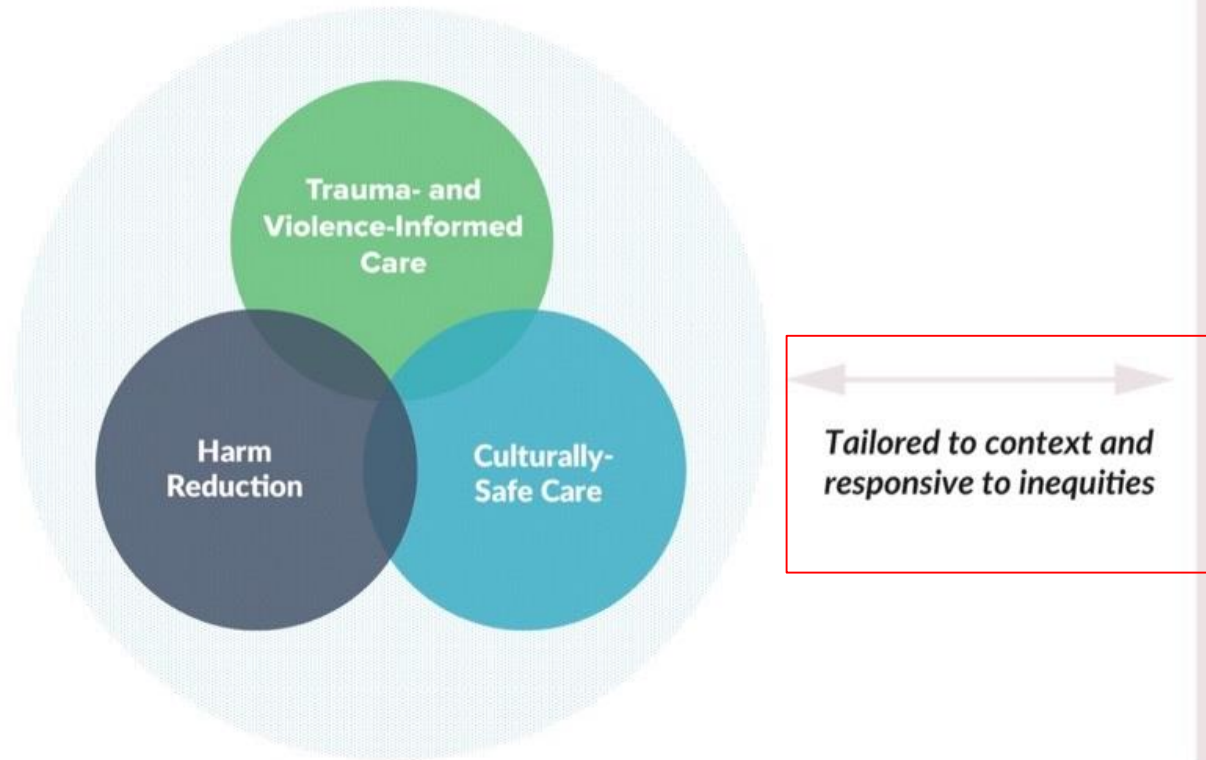 Trauma- and
Violence-Informed
Care
Harm
Reduction
Culturally-
Safe Care
Tailored to context and
responsive to inequities